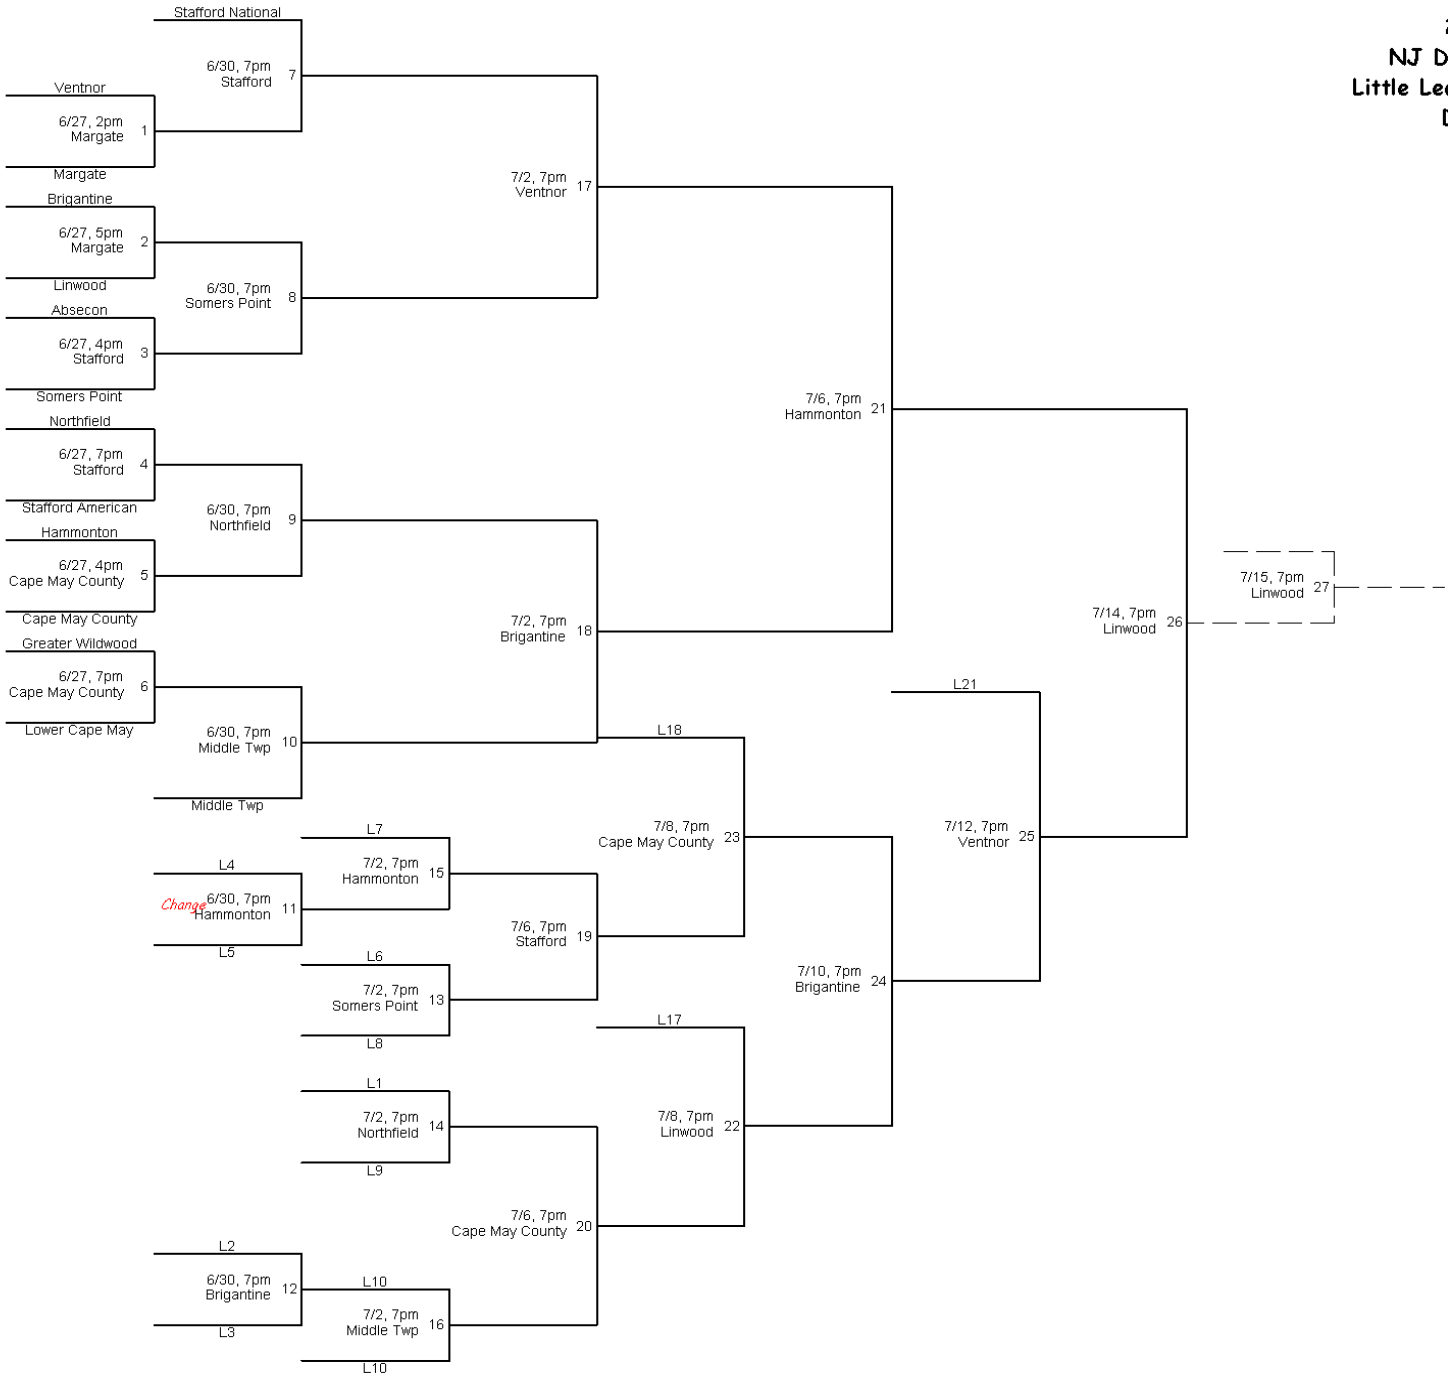 Stafford National
2
NJ D
Little Lea
D
6/30, 7pm
Stafford 7
Ventnor
6/27, 2pm
Margate 1
Margate
Brigantine
6/27, 5pm
Margate 2
Linwood
7/2, 7pm
Ventnor 17
6/30, 7pm
Somers Point 8
Absecon
6/27, 4pm
Stafford 3
Somers Point
Northfield
6/27, 7pm
Stafford 4
Stafford American
7/6, 7pm
Hammonton 21
6/30, 7pm
Northfield 9
Hammonton
6/27, 4pm
Cape May County 5
Cape May County
7/15, 7pm
Linwood 27
Greater Wildwood
6/27, 7pm
Cape May County 6
Lower Cape May
7/2, 7pm
Brigantine 18
7/14, 7pm
Linwood 26
6/30, 7pm
Middle Twp 10
Middle Twp
L18
L21
7/8, 7pm
Cape May County 23
7/12, 7pm
Ventnor 25
L7
7/2, 7pm
Hammonton 15
L4
Change
6/30, 7pm
Hammonton 11
L5
7/6, 7pm
Stafford 19
L6
7/2, 7pm
Somers Point 13
L8
7/10, 7pm
Brigantine 24
L17
L1
7/2, 7pm
Northfield 14
L9
7/8, 7pm
Linwood 22
7/6, 7pm
Cape May County 20
L2
6/30, 7pm
Brigantine 12
L3
L10
7/2, 7pm
Middle Twp 16
L10